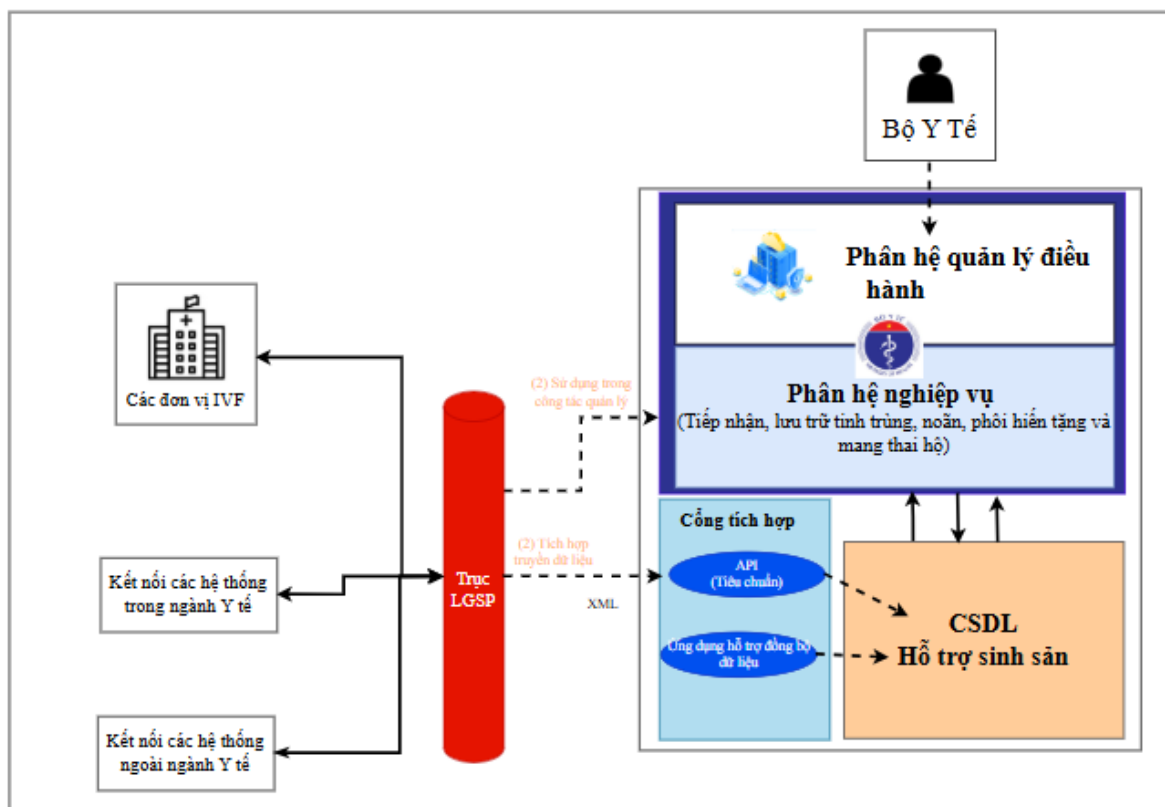 Bộ Y Tế
Phân hệ quản lý điều
hành
BỘ Y TẾ
Phân hệ nghiệp vụ
(Tiếp nhận, lưu trữ tinh trùng, noãn, phôi hiến tặng và
mang thai hộ)
Các đơn vị IVF
(2) Sử dụng trong
công tác quản lý
Cổng tích hợp
(2) Tích hợp
truyền dữ liệu
API
(Tiêu chuẩn)
Kết nối các hệ thống
trong ngành Y tế
Trục
LGSP
XML
CSDL
Hỗ trợ sinh sản
Ứng dụng hỗ trợ đồng bộ
dữ liệu
Kết nối các hệ thống
ngoài ngành Y tế